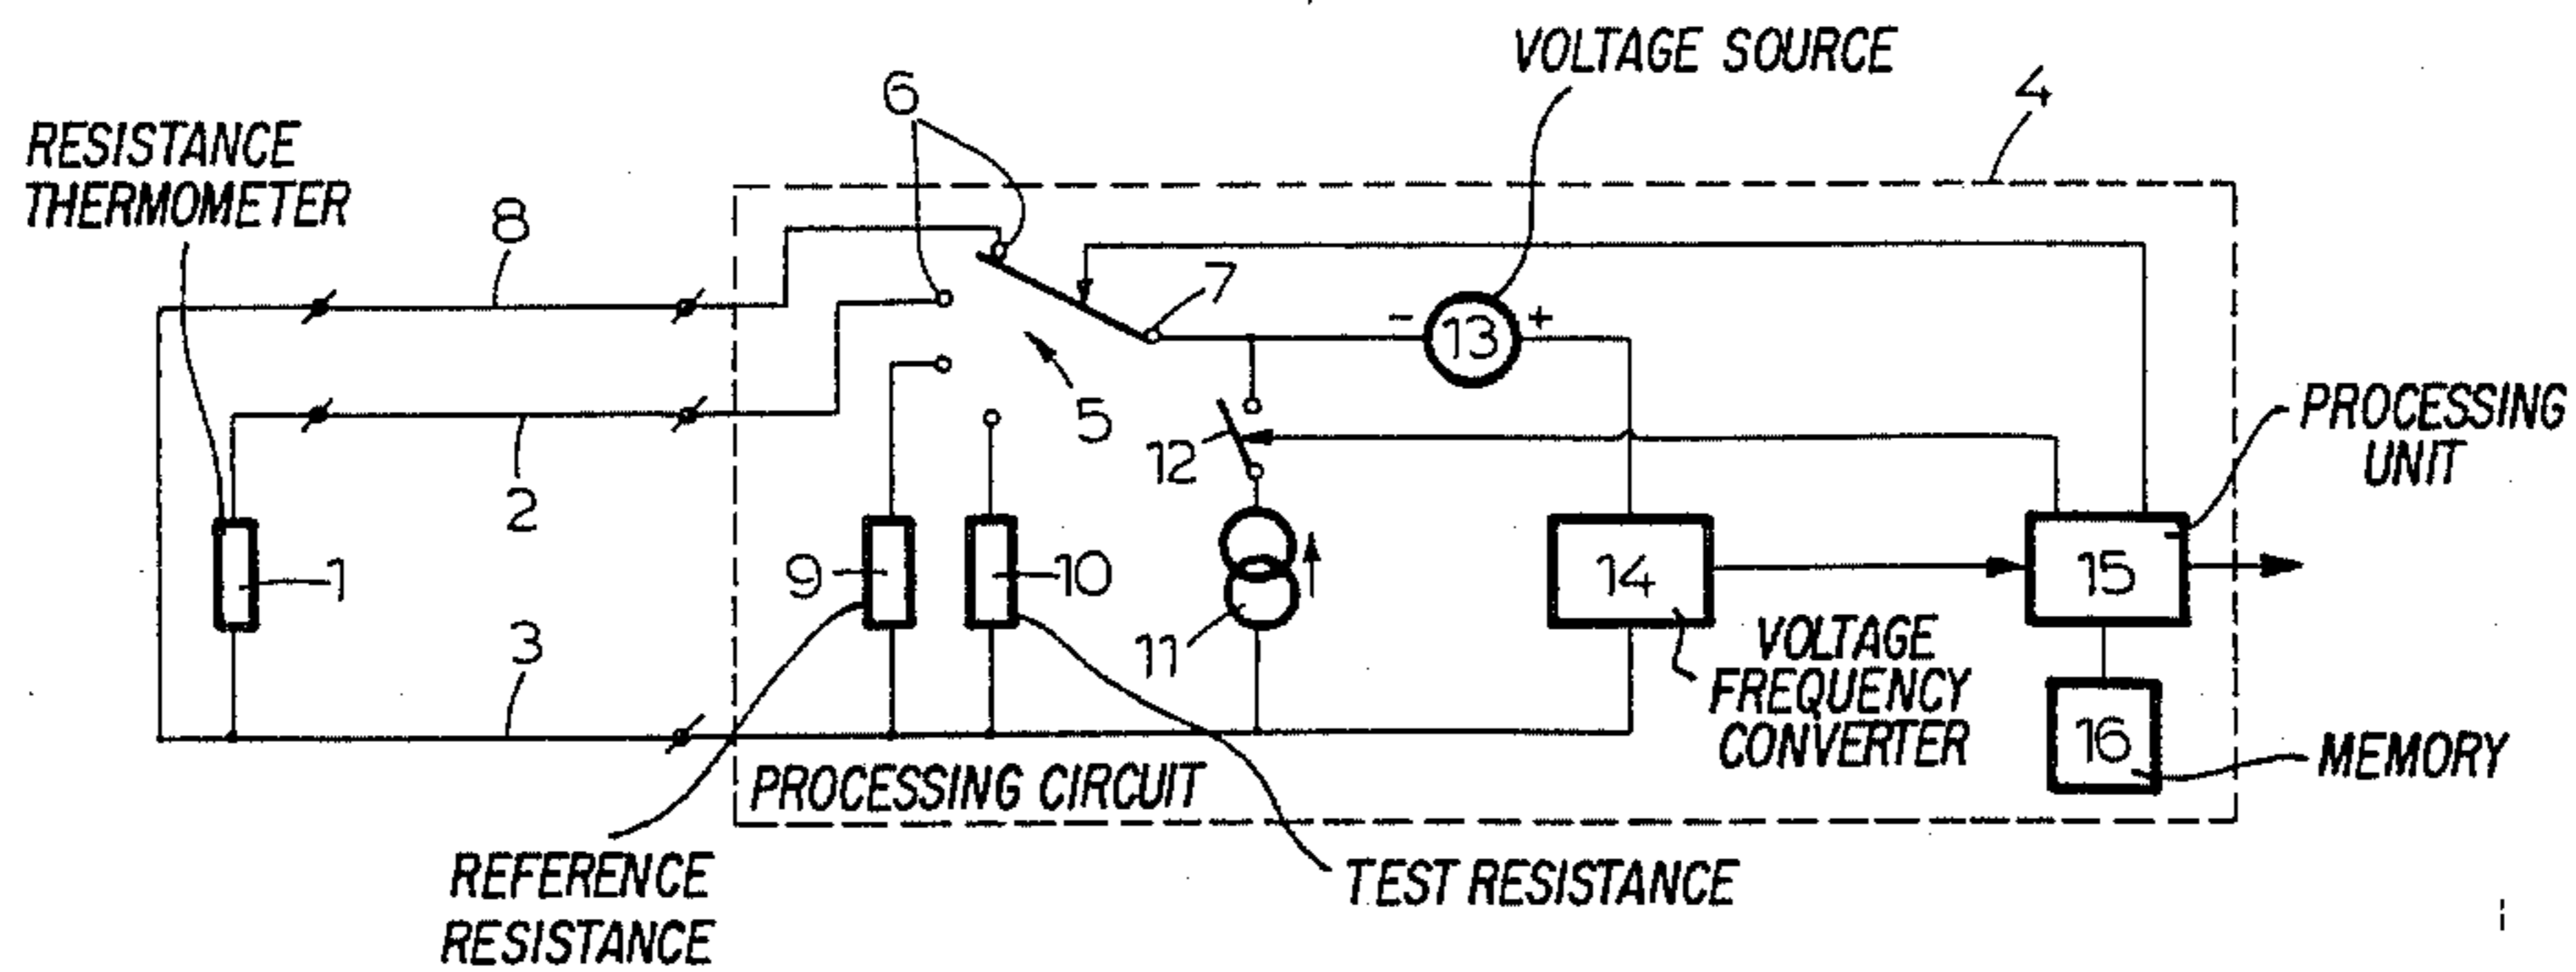 VOLTAGE SOURCE
6
4
RESISTANCE
THERMOMETER
8
7
- 13 +
5
PROCESSING
UNIT
12
2
1
9
10
14
15
11
3
VOLTAGE
FREQUENCY
CONVERTER
16
MEMORY
PROCESSING CIRCUIT
REFERENCE
RESISTANCE
TEST RESISTANCE